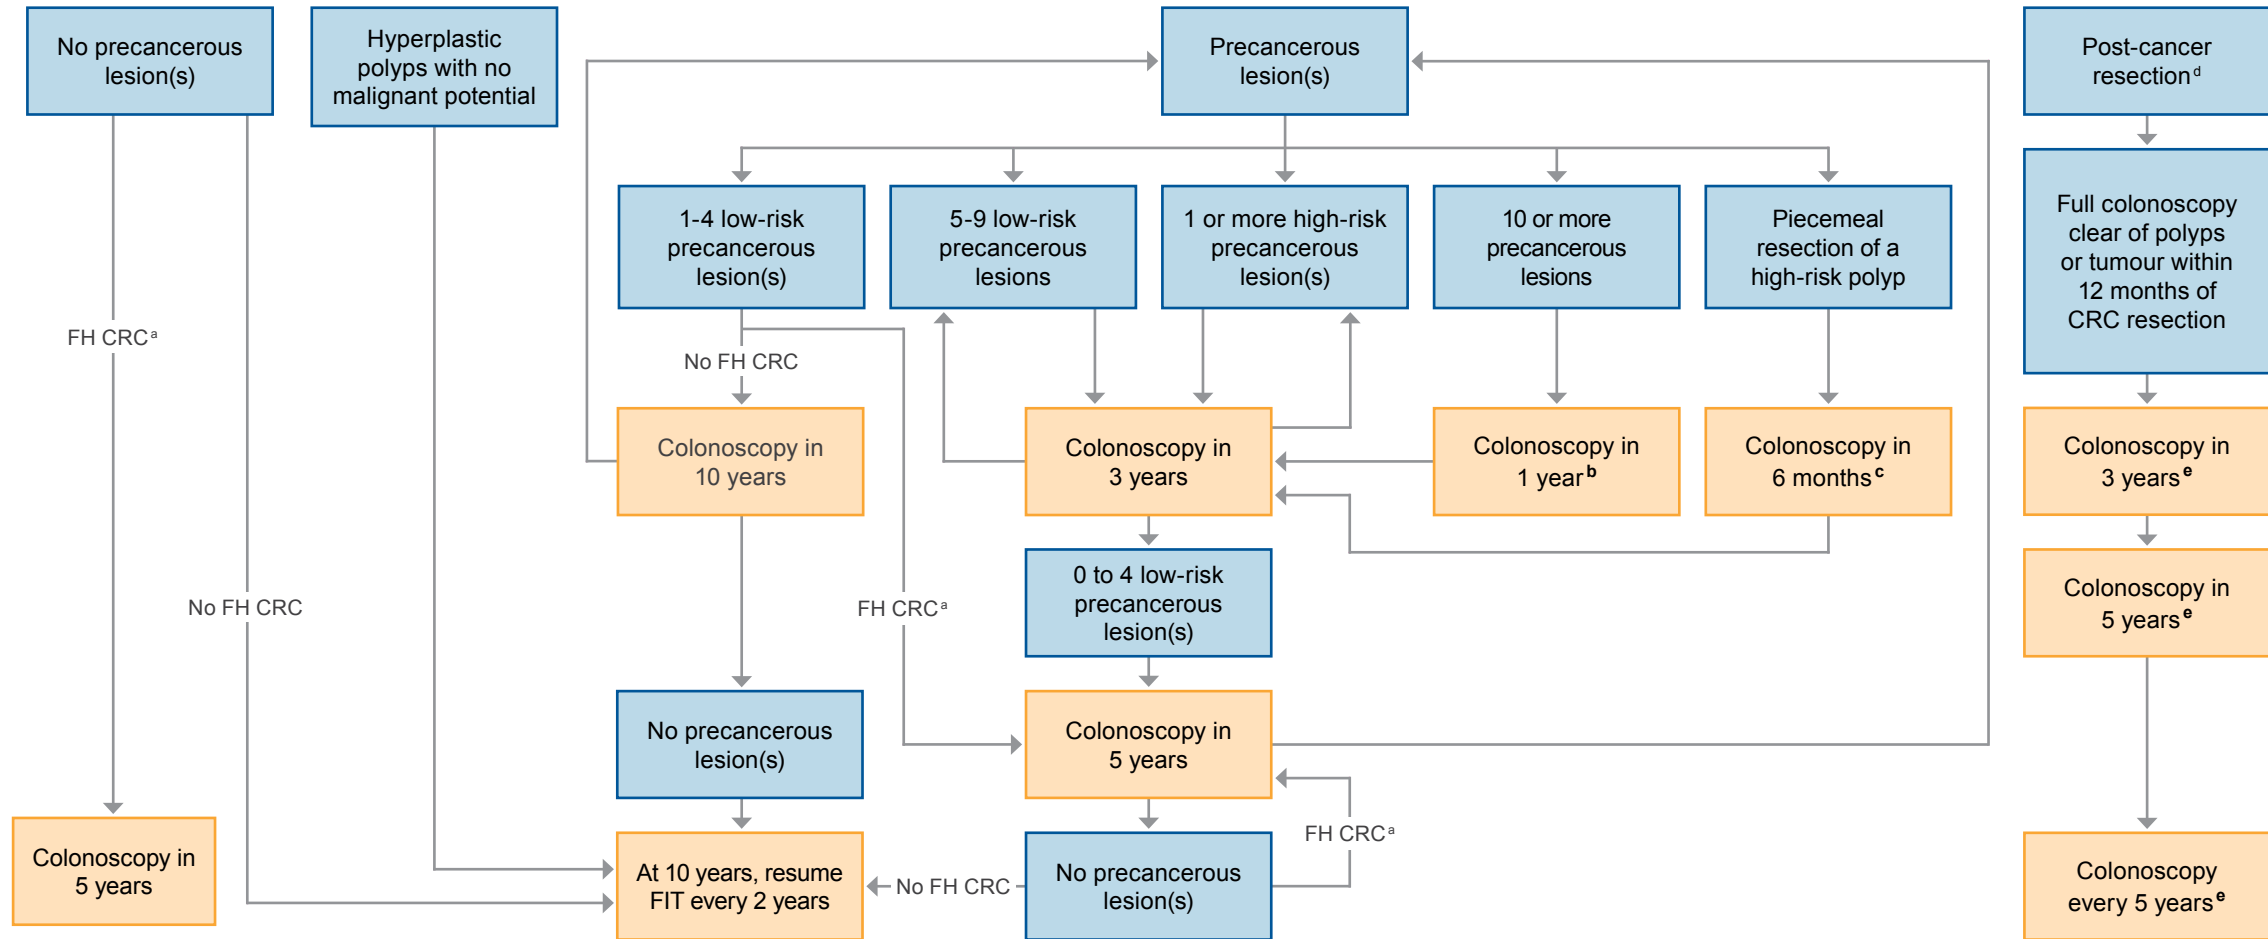 No precancerous
lesion(s)
Hyperplastic
polyps with no
malignant potential
Precancerous
lesion(s)
Post-cancer
resection d
1-4 low-risk
precancerous
lesion(s)
5-9 low-risk
precancerous
lesions
1 or more high-risk
precancerous
lesion(s)
10 or more
precancerous
lesions
Piecemeal
resection of a
high-risk polyp
Full colonoscopy
clear of polyps
or tumour within
12 months of
CRC resection
FH CRC a
No FH CRC
Colonoscopy in
10 years
Colonoscopy in
3 years
Colonoscopy in
1 year b
Colonoscopy in
6 months c
Colonoscopy in
3 years e
No FH CRC
FH CRC a
0 to 4 low-risk
precancerous
lesion(s)
Colonoscopy in
5 years e
No precancerous
lesion(s)
Colonoscopy in
5 years
FH CRC a
Colonoscopy in
5 years
At 10 years, resume
FIT every 2 years
No FH CRC
No precancerous
lesion(s)
Colonoscopy
every 5 years e